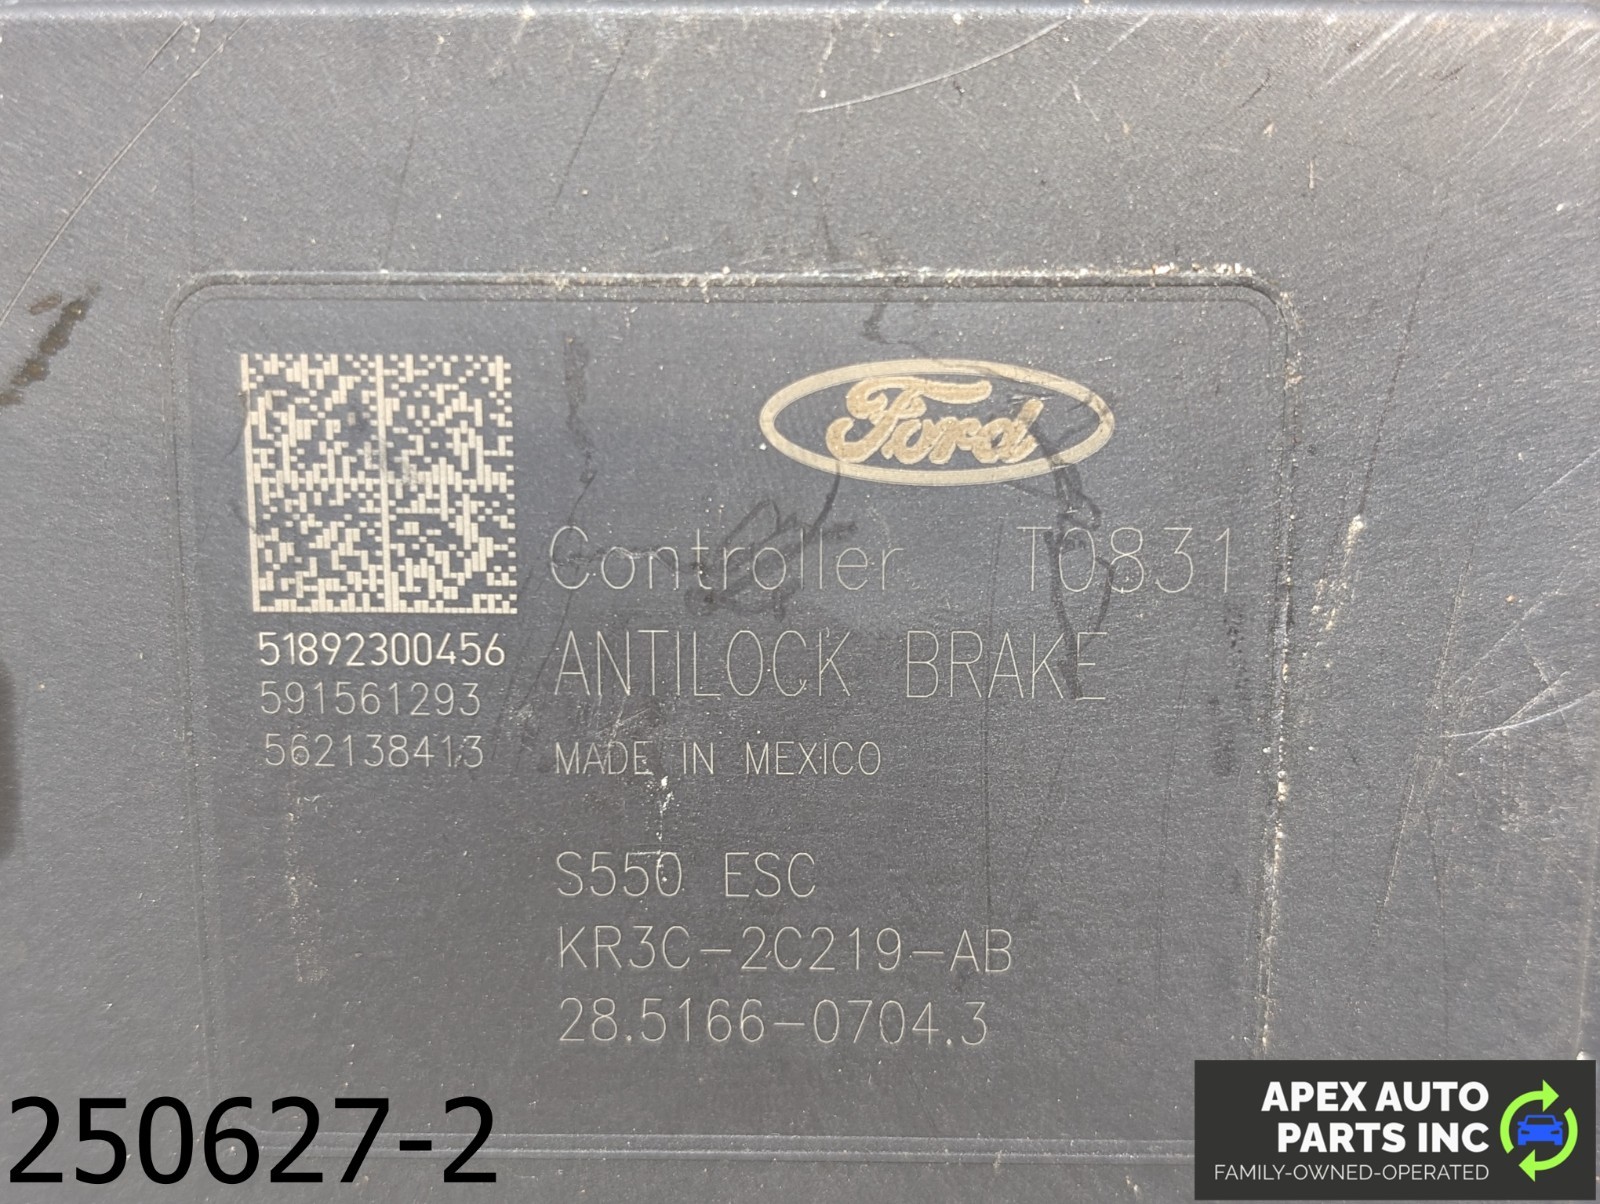 Ford
Controller T0831
51892300456
ANTILOCK BRAKE
591561293
562138413
MADE IN MEXICO
S550 ESC
KR3C-2C219-AB
28.5166-0704.3
250627-2
APEX AUTO
PARTS INC
FAMILY-OWNED-OPERATED